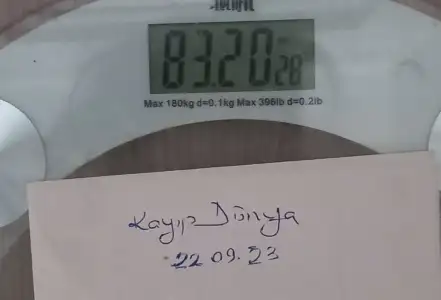 83.20 28
Max 180kg d=0.1kg Max 396lb d=0.2lb
Kayıp Dünya
22.09.23